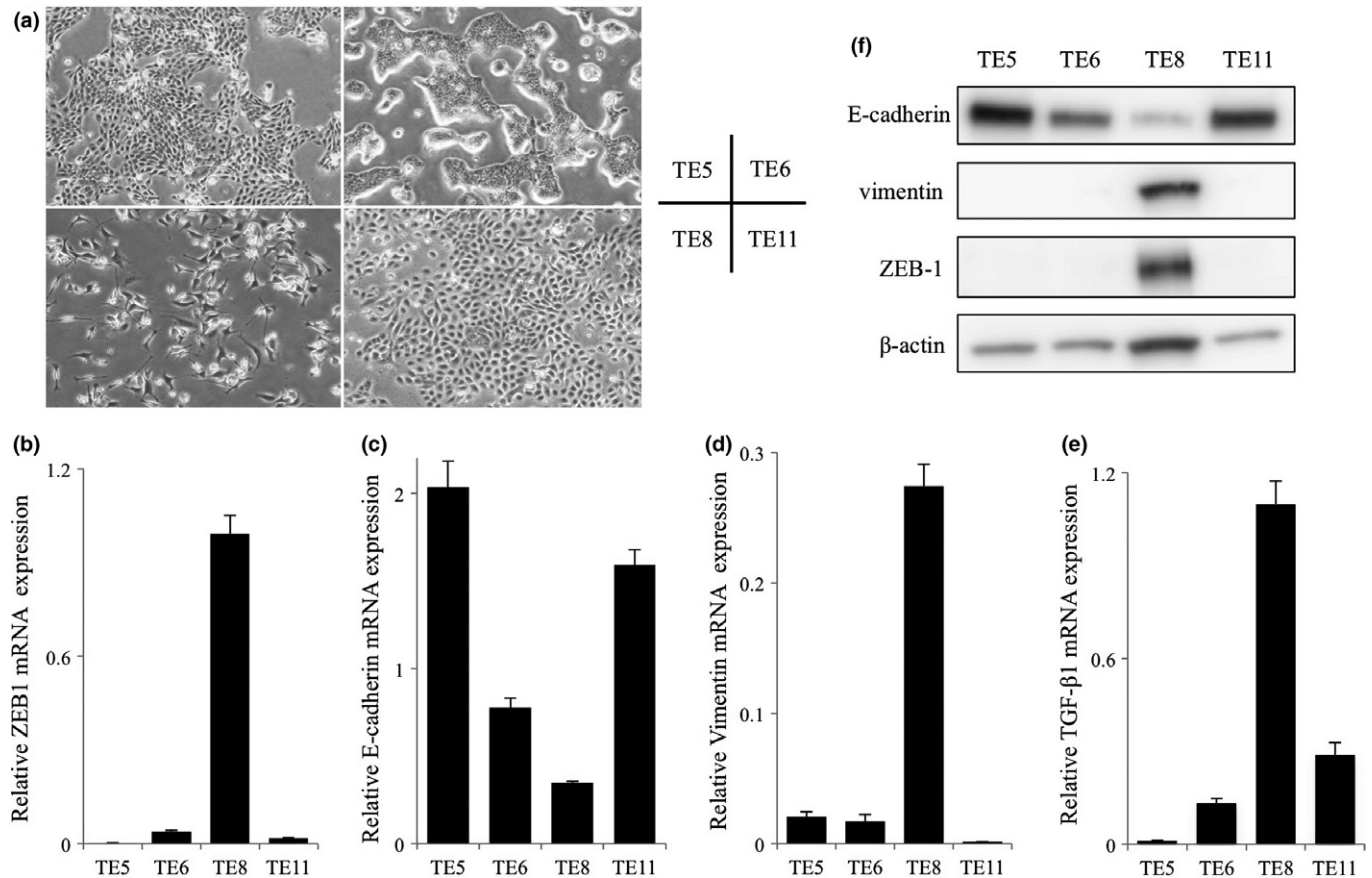 (a)
TE5 TE6
TE8 TE11
(f)
TE5 TE6 TE8 TE11
E-cadherin
vimentin
ZEB-1
β-actin
(b)
Relative ZEB1 mRNA expression
1.2
0.6
0
TE5 TE6 TE8 TE11
(c)
Relative E-cadherin mRNA expression
2
1
0
TE5 TE6 TE8 TE11
(d)
Relative Vimentin mRNA expression
0.3
0.2
0.1
0
TE5 TE6 TE8 TE11
(e)
Relative TGF-β1 mRNA expression
1.2
0.6
0
TE5 TE6 TE8 TE11